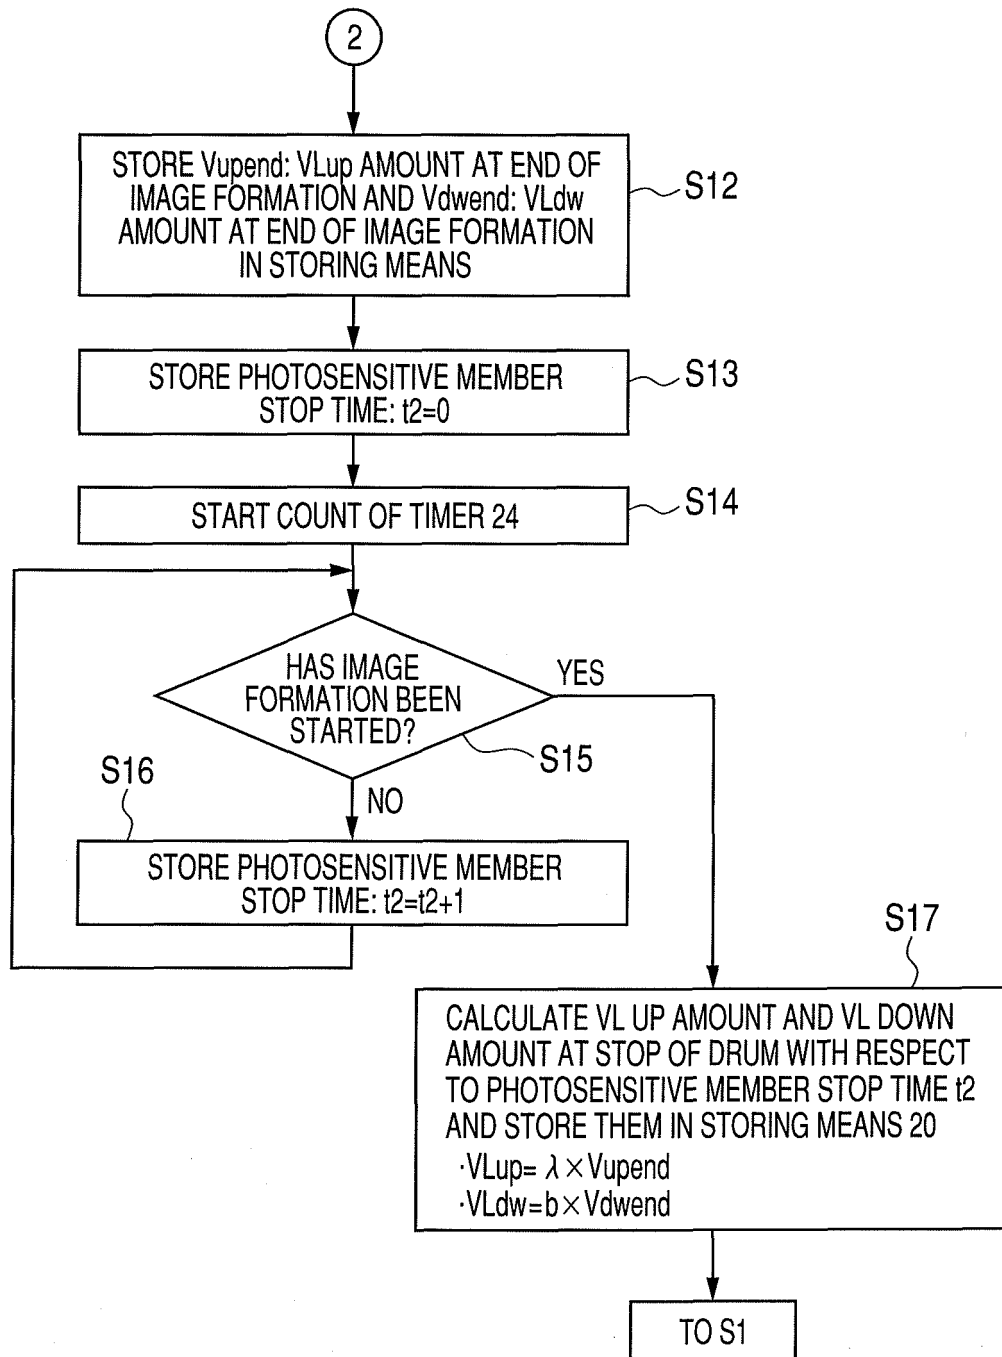 2
STORE Vupend: VLup AMOUNT AT END OF
IMAGE FORMATION AND Vdwend: VLdw
AMOUNT AT END OF IMAGE FORMATION
IN STORING MEANS
S12
STORE PHOTOSENSITIVE MEMBER
STOP TIME: t2=0
S13
START COUNT OF TIMER 24
S14
HAS IMAGE
FORMATION BEEN
STARTED?
YES
S15
NO
S16
STORE PHOTOSENSITIVE MEMBER
STOP TIME: t2=t2+1
S17
CALCULATE VL UP AMOUNT AND VL DOWN
AMOUNT AT STOP OF DRUM WITH RESPECT
TO PHOTOSENSITIVE MEMBER STOP TIME t2
AND STORE THEM IN STORING MEANS 20
·VLup= λ×Vupend
·VLdw=b×Vdwend
TO S1